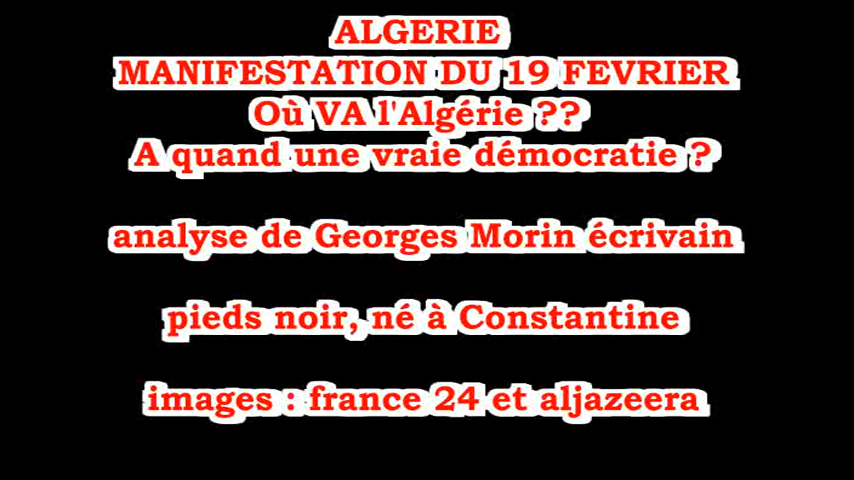 ALGERIE
MANIFESTATION DU 19 FEVRIER
Où VA l'Algérie ??
A quand une vraie démocratie ?
analyse de Georges Morin écrivain
pieds noir, né à Constantine
images : france 24 et aljazeera